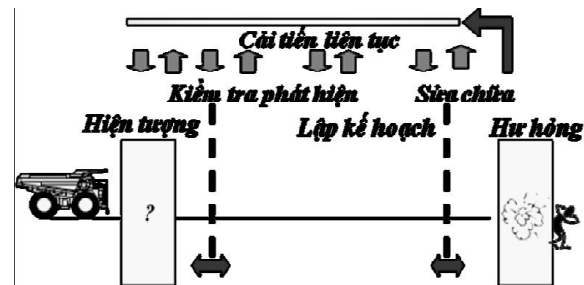 Cải tiến liên tục
Kiểm tra phát hiện
Sửa chữa
Hiện tượng
Lập kế hoạch
Hư hỏng
?